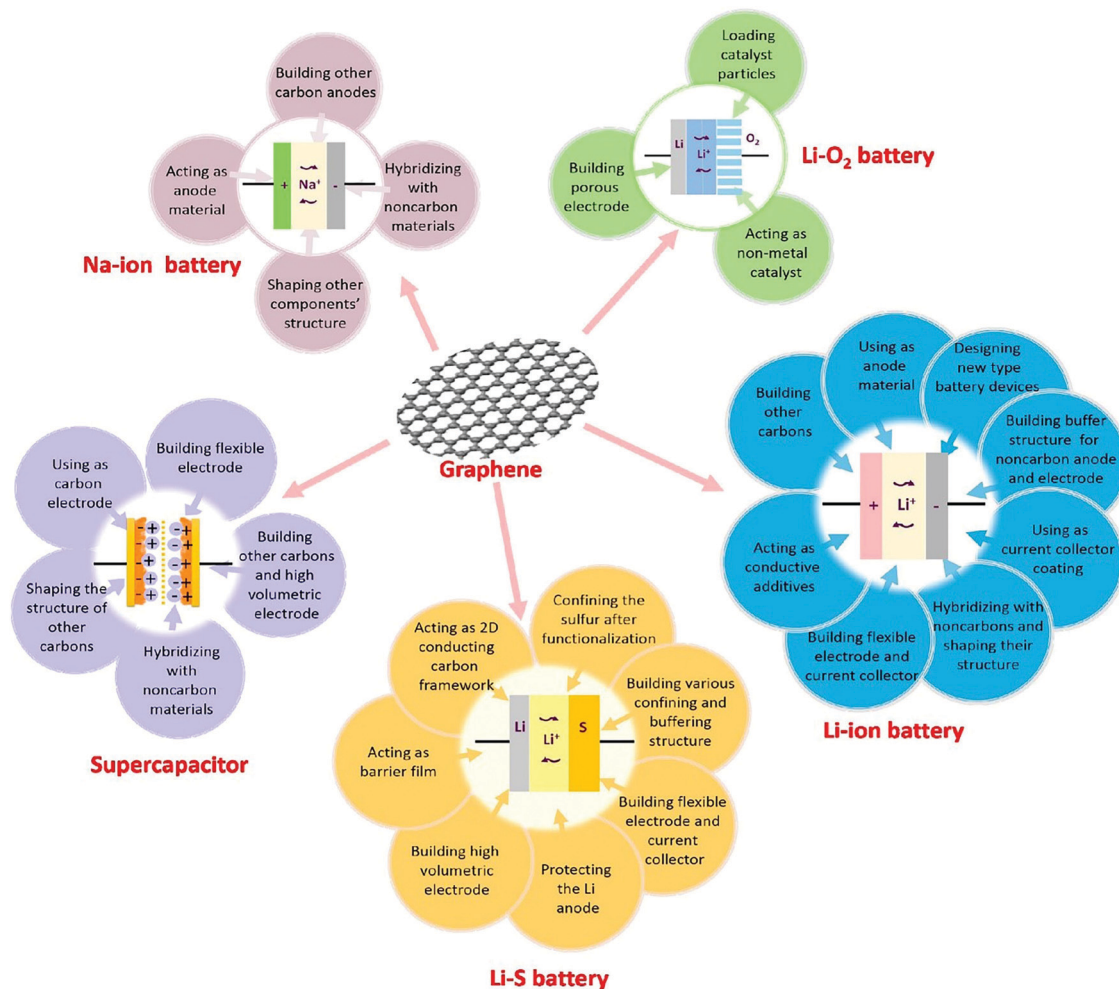 Building other
carbon anodes
Acting as
anode
material
+
Na⁺
-
Hybridizing
with
noncarbon
materials
Shaping other
components'
structure
Na-ion battery
Loading
catalyst
particles
Li
Li⁺
O₂
Building
porous
electrode
Acting as
non-metal
catalyst
Li-O₂ battery
Graphene
Using as
carbon
electrode
Building flexible
electrode
Shaping the
structure of
other
carbons
Building
other carbons
and high
volumetric
electrode
Hybridizing
with
noncarbon
materials
- + - +
- + - +
- + - +
- + - +
- + - +
Supercapacitor
Building
other
carbons
Using as
anode
material
Designing
new type
battery devices
Building buffer
structure for
noncarbon anode
and electrode
+
Li⁺
-
Acting as
conductive
additives
Using as
current collector
coating
Building flexible
electrode and
current collector
Hybridizing with
noncarbons and
shaping their
structure
Li-ion battery
Acting as 2D
conducting
carbon
framework
Confining the
sulfur after
functionalization
Li
Li⁺
S
Building various
confining and
buffering
structure
Acting as
barrier film
Building flexible
electrode and
current
collector
Building high
volumetric
electrode
Protecting
the Li
anode
Li-S battery